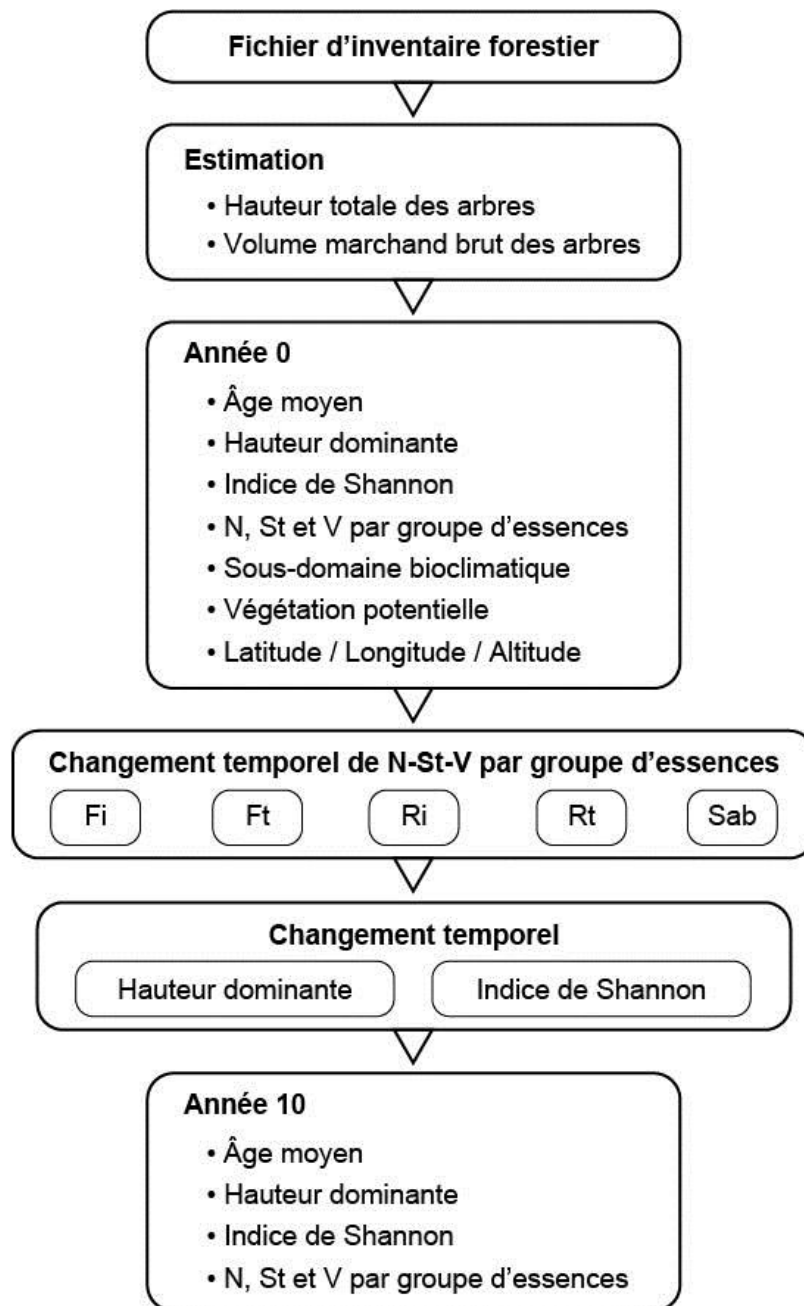 Fichier d’inventaire forestier
Estimation
• Hauteur totale des arbres
• Volume marchand brut des arbres
Année 0
• Âge moyen
• Hauteur dominante
• Indice de Shannon
• N, St et V par groupe d’essences
• Sous-domaine bioclimatique
• Végétation potentielle
• Latitude / Longitude / Altitude
Changement temporel de N-St-V par groupe d’essences
Fi Ft Ri Rt Sab
Changement temporel
Hauteur dominante Indice de Shannon
Année 10
• Âge moyen
• Hauteur dominante
• Indice de Shannon
• N, St et V par groupe d’essences